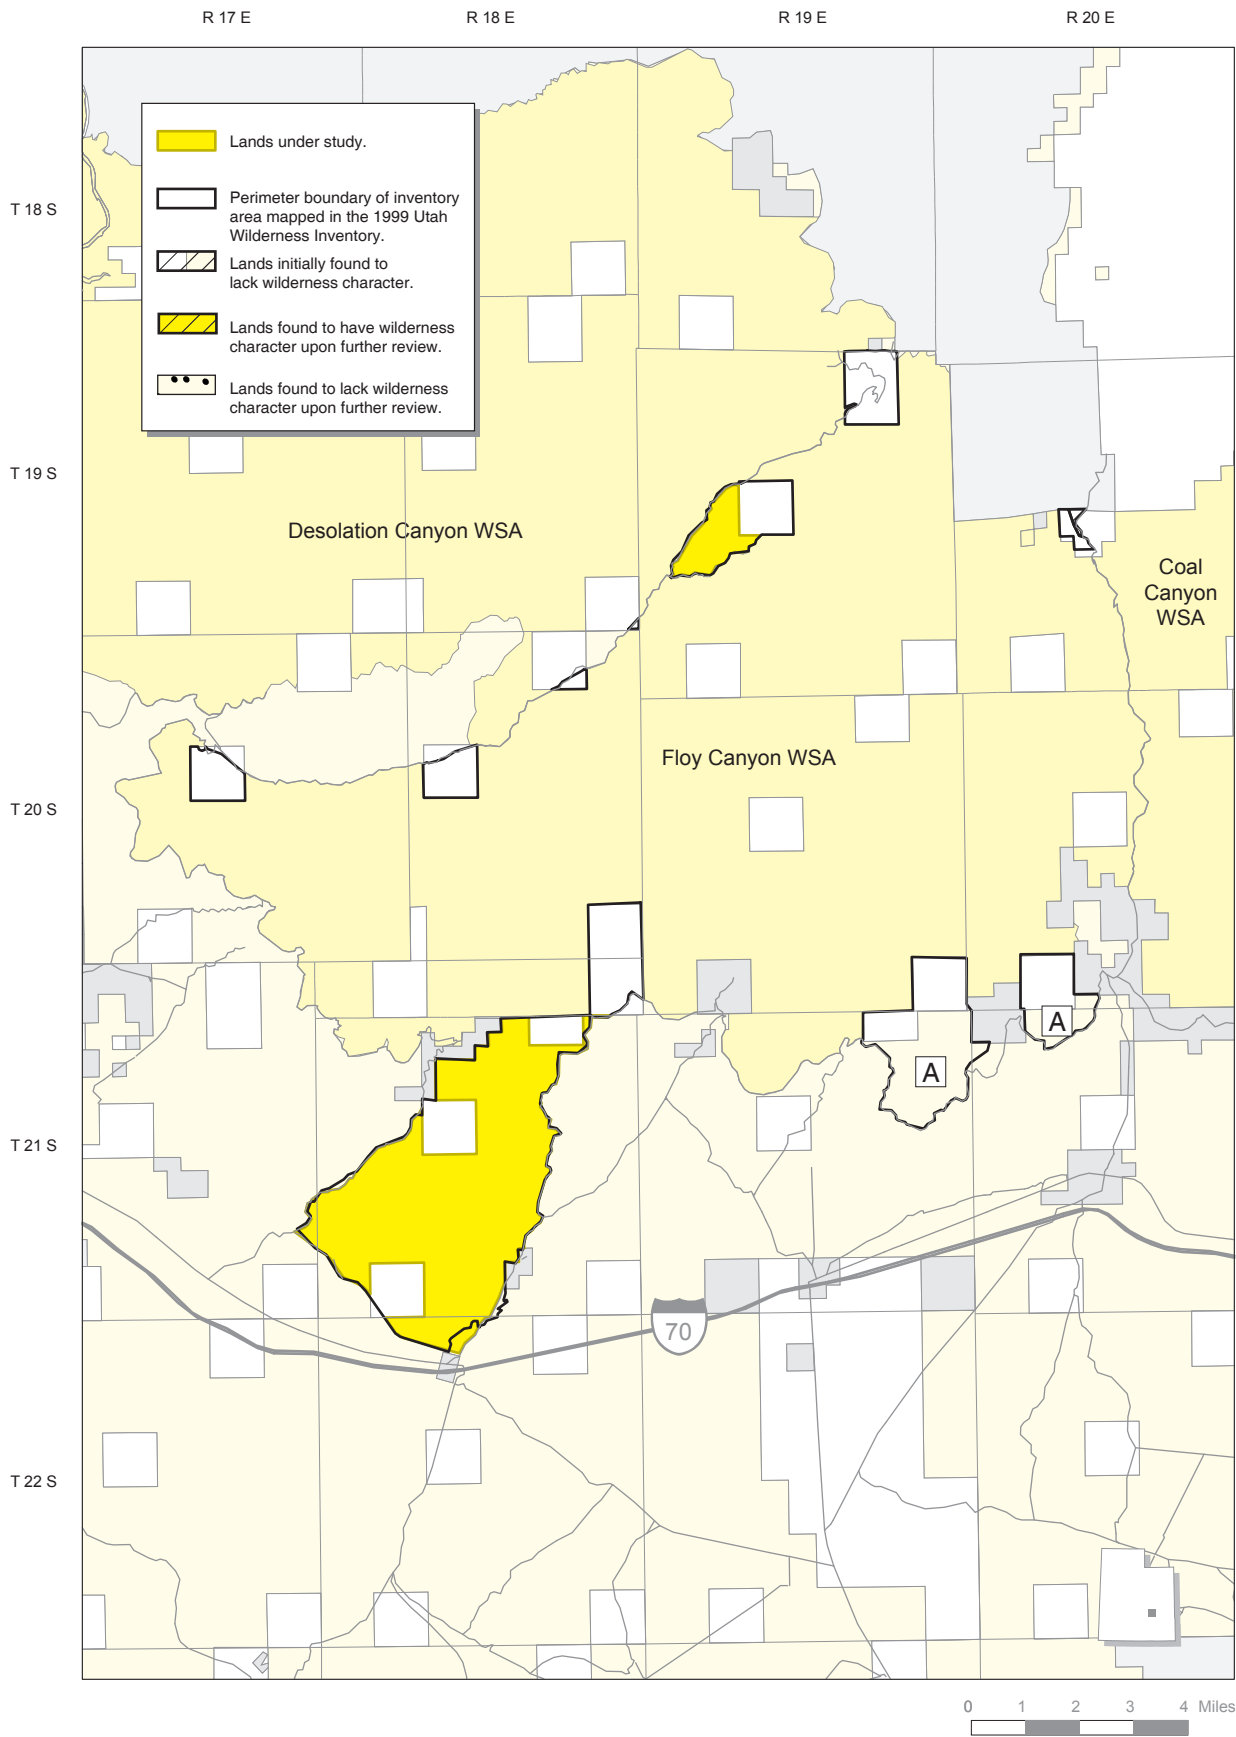 R 17 E
R 18 E
R 19 E
R 20 E
Lands under study.
Perimeter boundary of inventory
area mapped in the 1999 Utah
Wilderness Inventory.
Lands initially found to
lack wilderness character.
Lands found to have wilderness
character upon further review.
Lands found to lack wilderness
character upon further review.
T 18 S
T 19 S
Desolation Canyon WSA
Coal
Canyon
WSA
Floy Canyon WSA
T 20 S
A
A
T 21 S
70
T 22 S
0 1 2 3 4 Miles